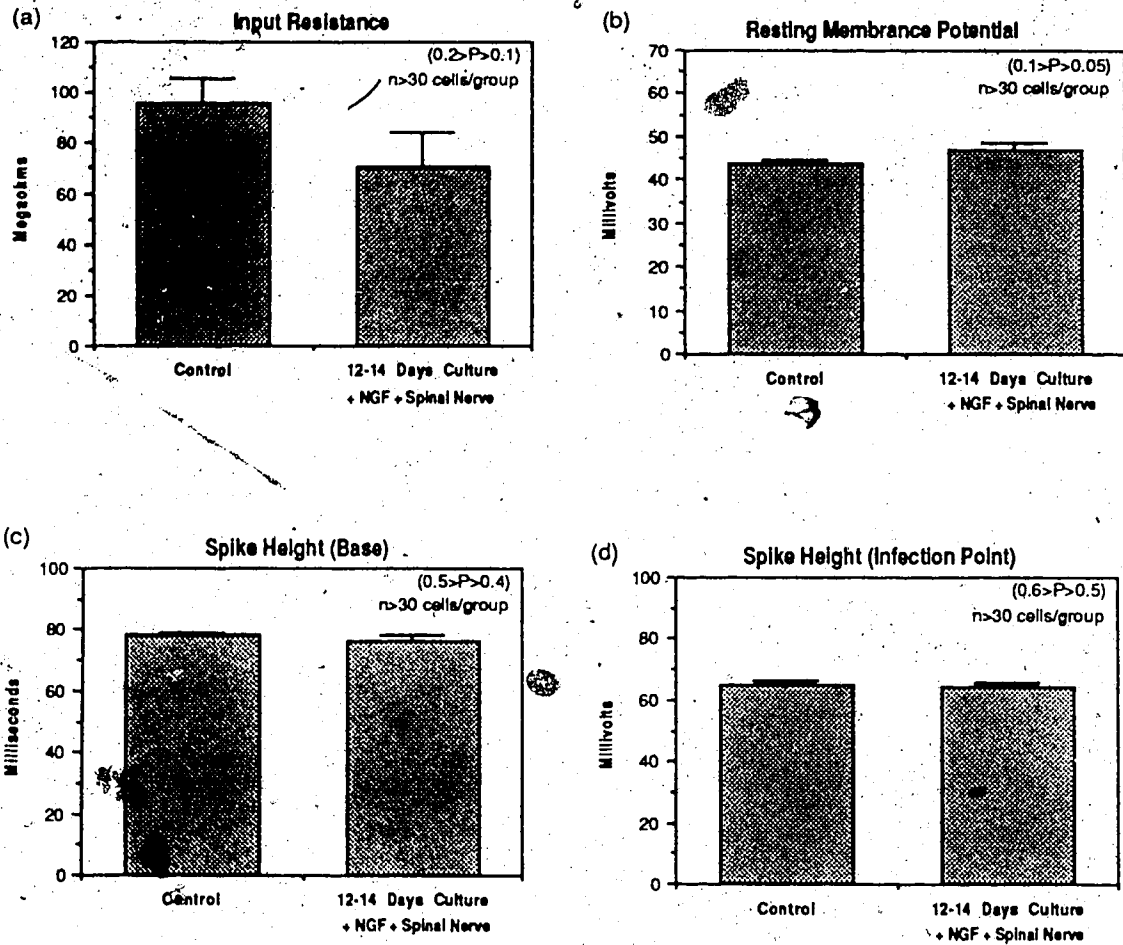 (a)
Input Resistance
(0.2>P>0.1)
n>30 cells/group
120
100
80
60
40
20
0
Megaohms
Control
12-14 Days Culture
+ NGF + Spinal Nerve
(b)
Resting Membrance Potential
(0.1>P>0.05)
n>30 cells/group
70
60
50
40
30
20
10
0
Millivolts
Control
12-14 Days Culture
+ NGF + Spinal Nerve
(c)
Spike Height (Base)
(0.5>P>0.4)
n>30 cells/group
100
80
60
40
20
0
Milliseconds
Control
12-14 Days Culture
+ NGF + Spinal Nerve
(d)
Spike Height (Infection Point)
(0.6>P>0.5)
n>30 cells/group
100
80
60
40
20
0
Millivolts
Control
12-14 Days Culture
+ NGF + Spinal Nerve